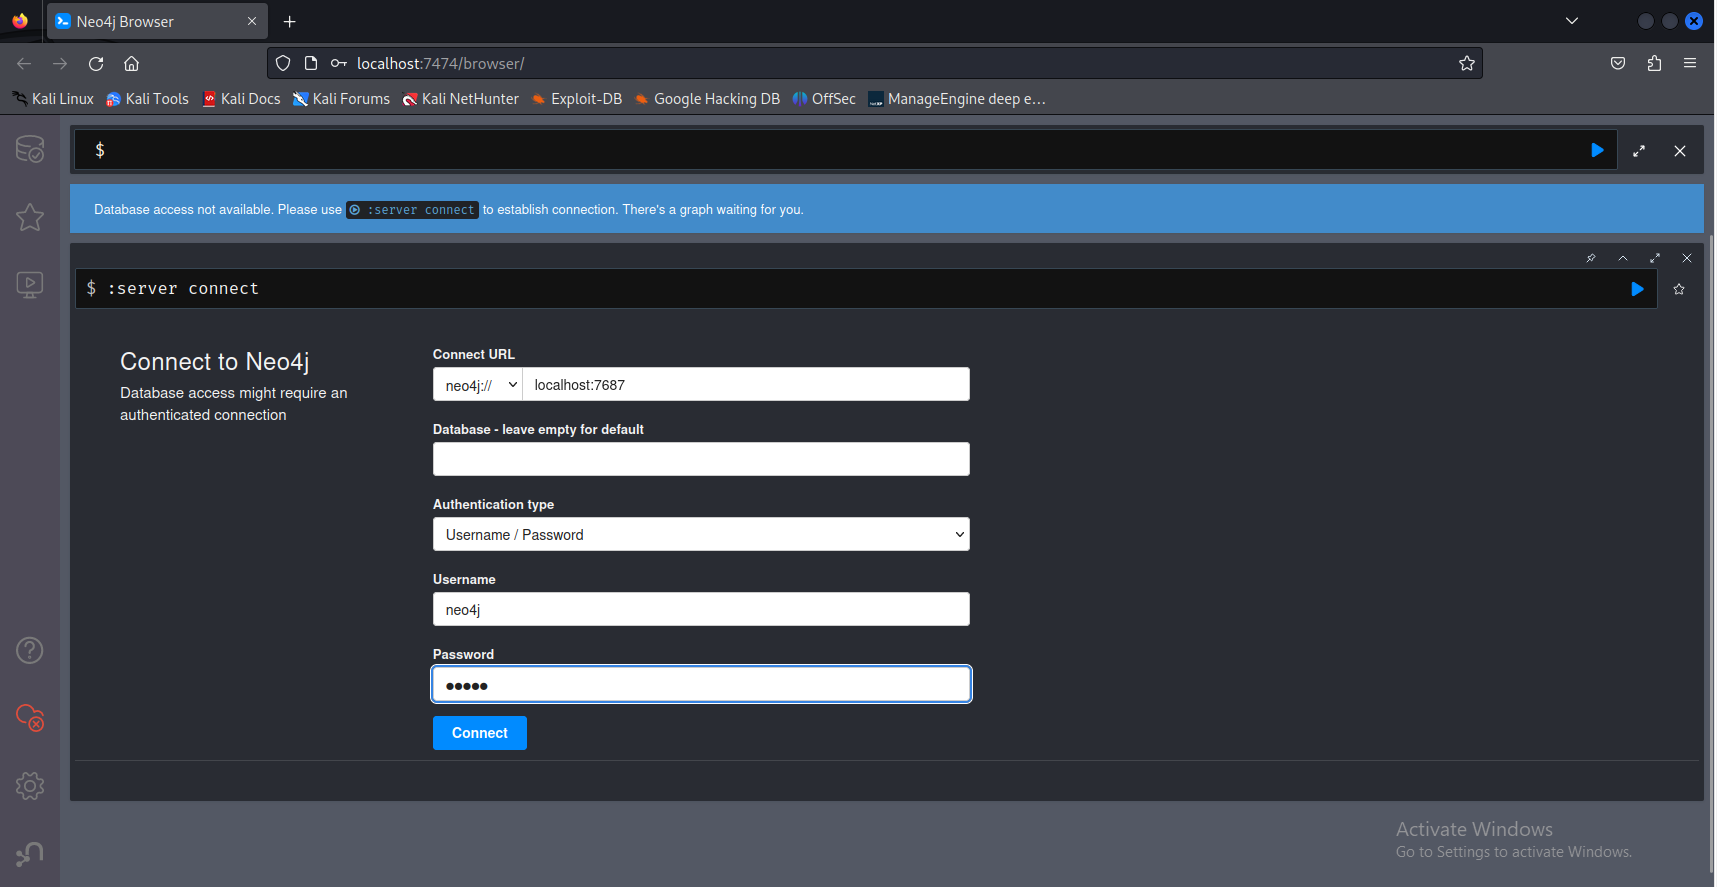 Neo4j Browser
localhost:7474/browser/
Kali Linux Kali Tools Kali Docs Kali Forums Kali NetHunter Exploit-DB Google Hacking DB OffSec ManageEngine deep e...
$
Database access not available. Please use :server connect to establish connection. There's a graph waiting for you.
$ :server connect
Connect to Neo4j
Database access might require an
authenticated connection
Connect URL
neo4j:// localhost:7687
Database - leave empty for default
Authentication type
Username / Password
Username
neo4j
Password
•••••
Connect
Activate Windows
Go to Settings to activate Windows.